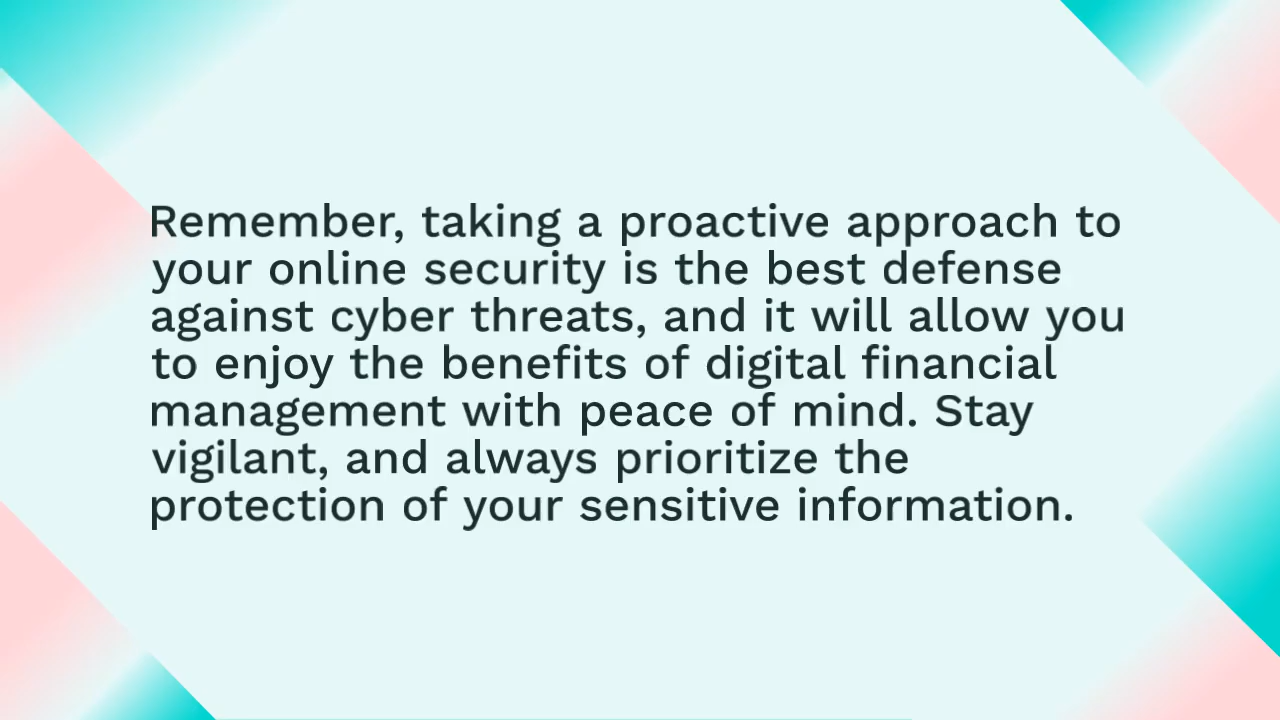 Remember, taking a proactive approach to
your online security is the best defense
against cyber threats, and it will allow you
to enjoy the benefits of digital financial
management with peace of mind. Stay
vigilant, and always prioritize the
protection of your sensitive information.